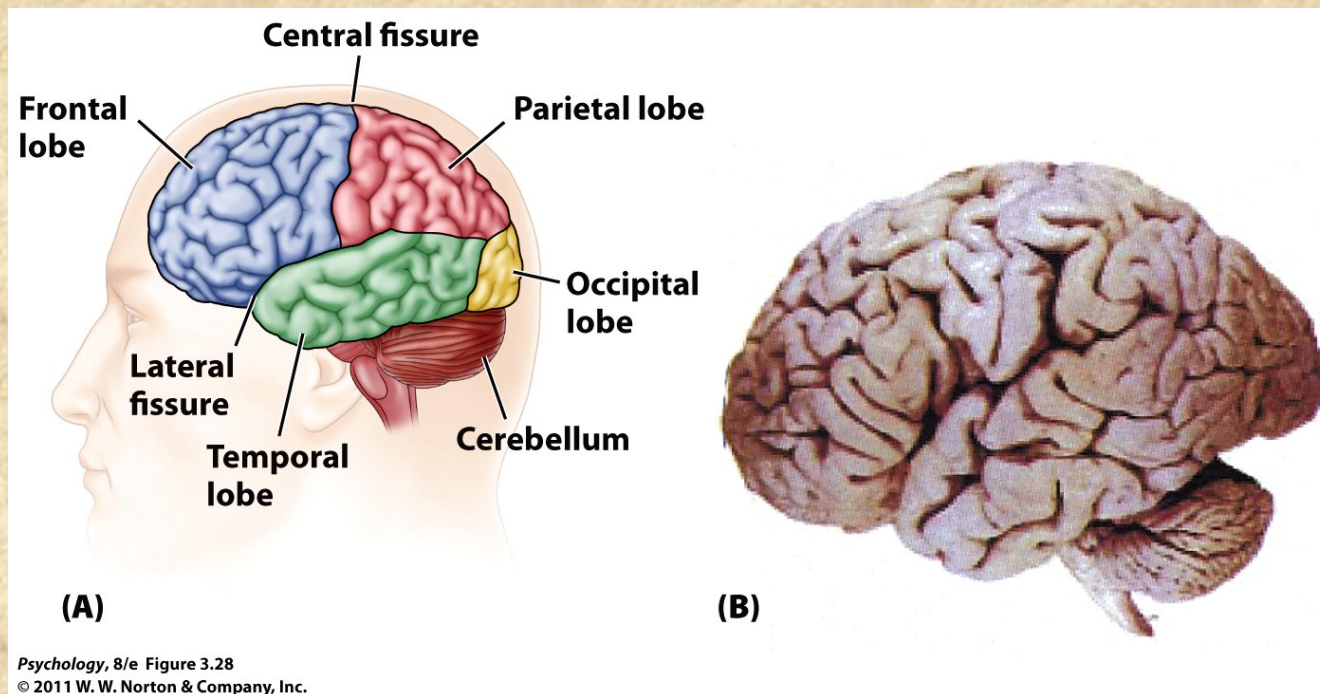 Central fissure
Frontal
lobe
Parietal lobe
Occipital
lobe
Lateral
fissure
Temporal
lobe
Cerebellum
(A)
(B)
Psychology, 8/e Figure 3.28
© 2011 W. W. Norton & Company, Inc.